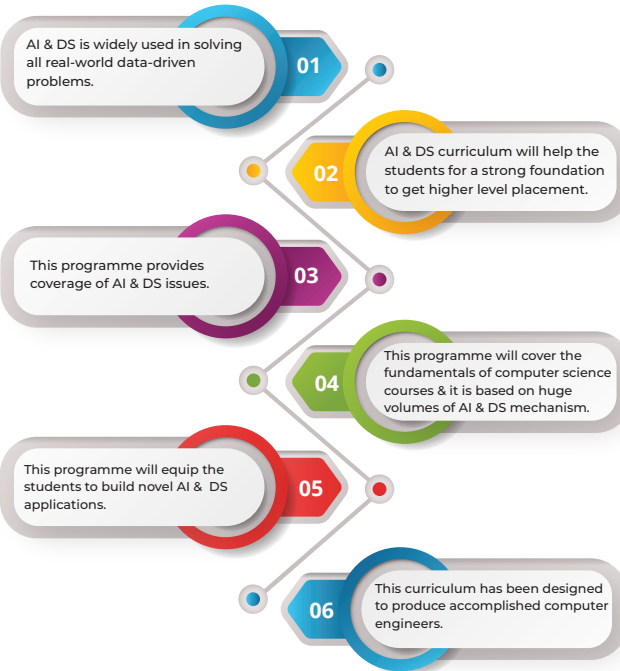 AI & DS is widely used in solving
all real-world data-driven
problems.
01
02
AI & DS curriculum will help the
students for a strong foundation
to get higher level placement.
This programme provides
coverage of AI & DS issues.
03
04
This programme will cover the
fundamentals of computer science
courses & it is based on huge
volumes of AI & DS mechanism.
This programme will equip the
students to build novel AI &  DS
applications.
05
06
This curriculum has been designed
to produce accomplished computer
engineers.